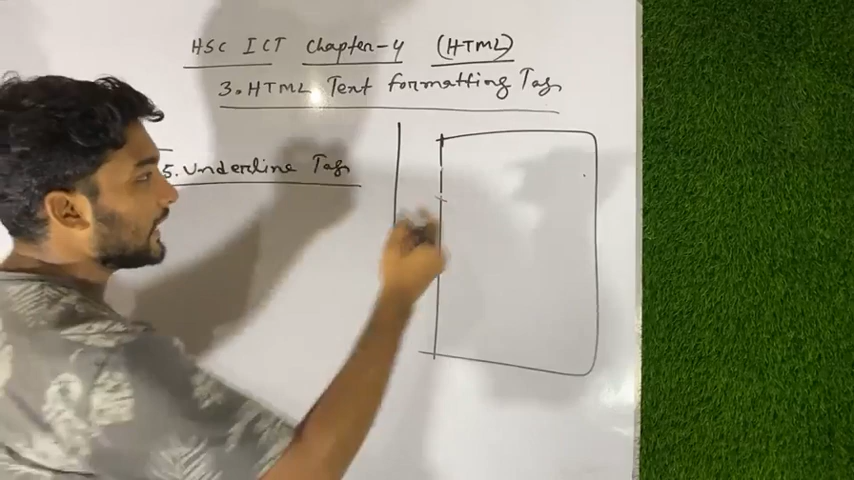 HSC ICT Chapter-4 (HTML)
3. HTML Text formatting Tag
5. Underline Tag